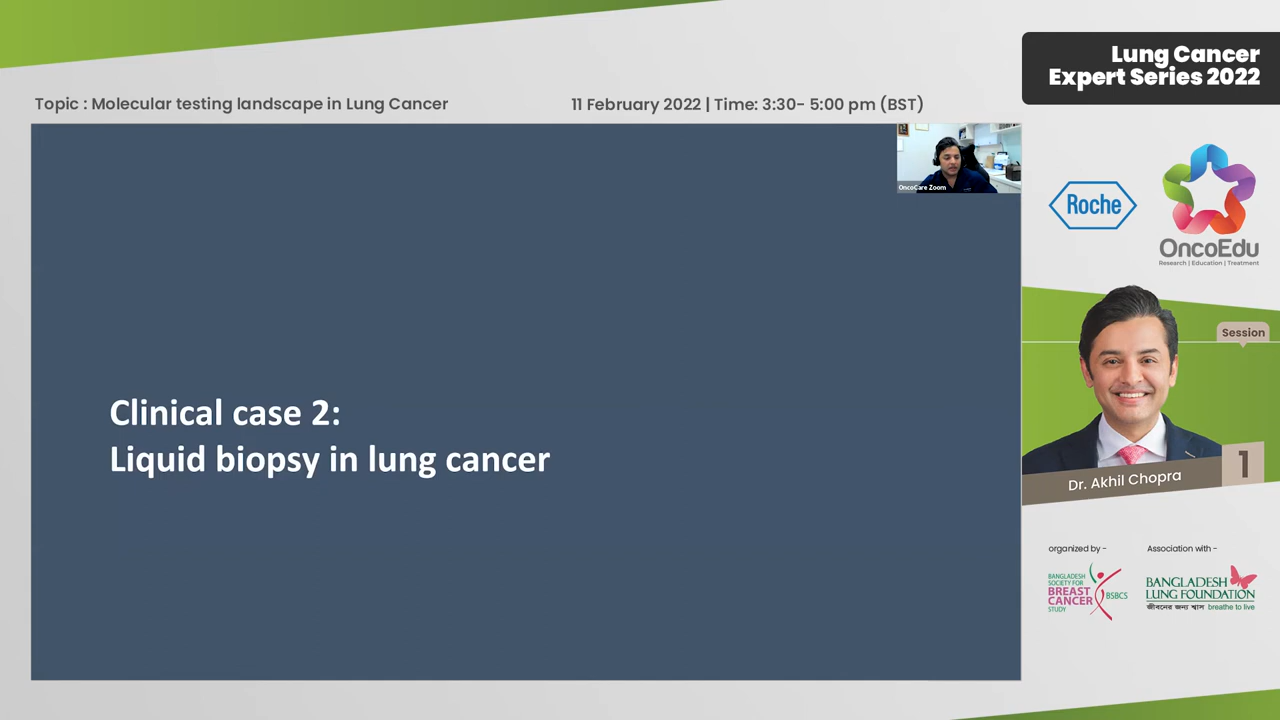 Lung Cancer
Expert Series 2022
Topic : Molecular testing landscape in Lung Cancer
11 February 2022 | Time: 3:30- 5:00 pm (BST)
OncoCare Zoom
Roche
OncoEdu
Research | Education | Treatment
Clinical case 2:
Liquid biopsy in lung cancer
Session
1
Dr. Akhil Chopra
organized by -
Association with -
BANGLADESH
SOCIETY FOR
BREAST
CANCER
STUDY
BSBCS
BANGLADESH
LUNG FOUNDATION
জীবনের জন্য শ্বাস breathe to live